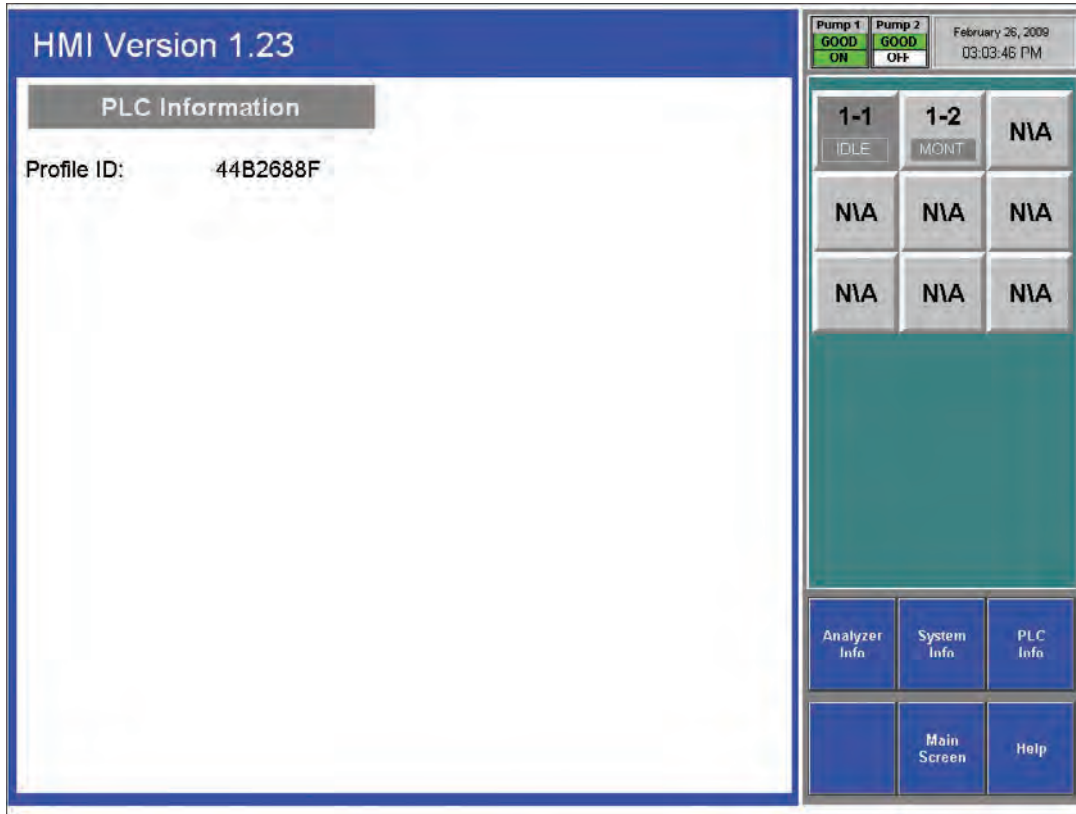 HMI Version 1.23
PLC Information
Profile ID: 44B2688F
Pump 1
GOOD
ON
Pump 2
GOOD
OFF
February 26, 2009
03:03:46 PM
1-1
IDLE
1-2
MONT
N\A
N\A
N\A
N\A
N\A
N\A
N\A
Analyzer
Info
System
Info
PLC
Info
Main
Screen
Help